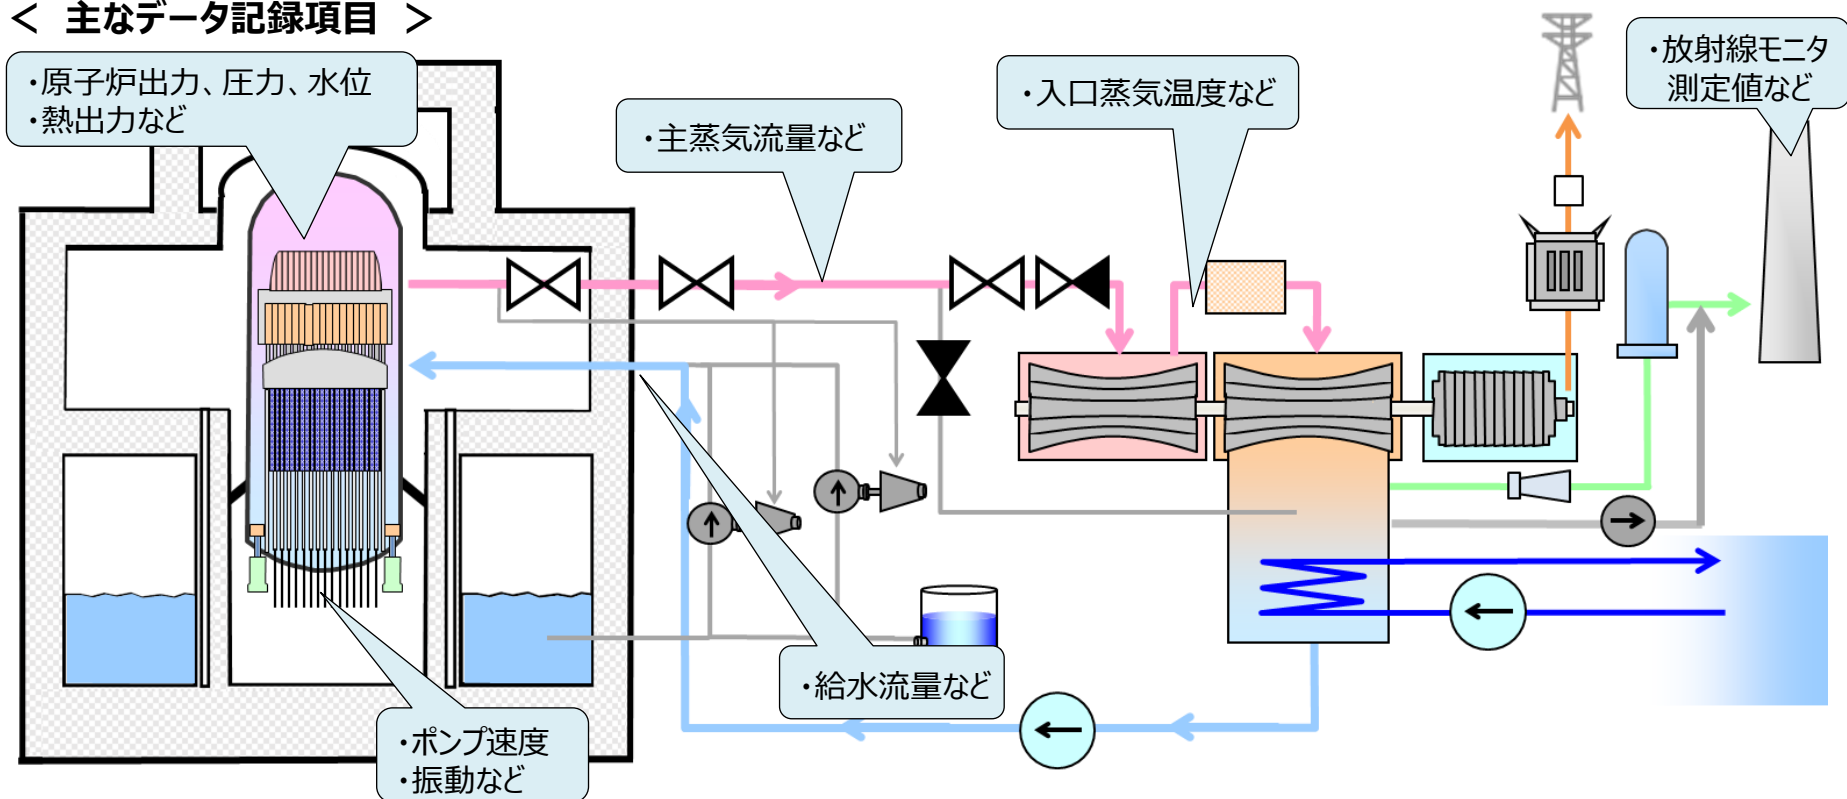 ＜ 主なデータ記録項目 ＞
・原子炉出力、圧力、水位
・熱出力など
・主蒸気流量など
・入口蒸気温度など
・放射線モニタ
測定値など
・給水流量など
・ポンプ速度
・振動など